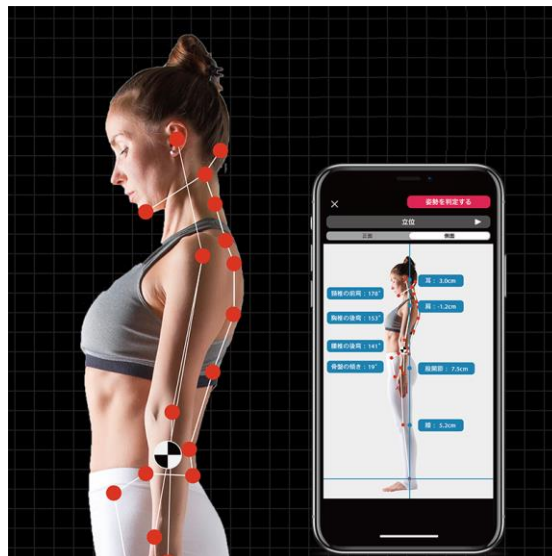 ×
姿勢を判定する
立位
正面
側面
耳：3.0cm
頚椎の前弯：170°
肩：-1.2cm
胸椎の後弯：153°
腰椎の後弯：141°
骨盤の傾き：19°
股関節：7.5cm
膝：5.2cm